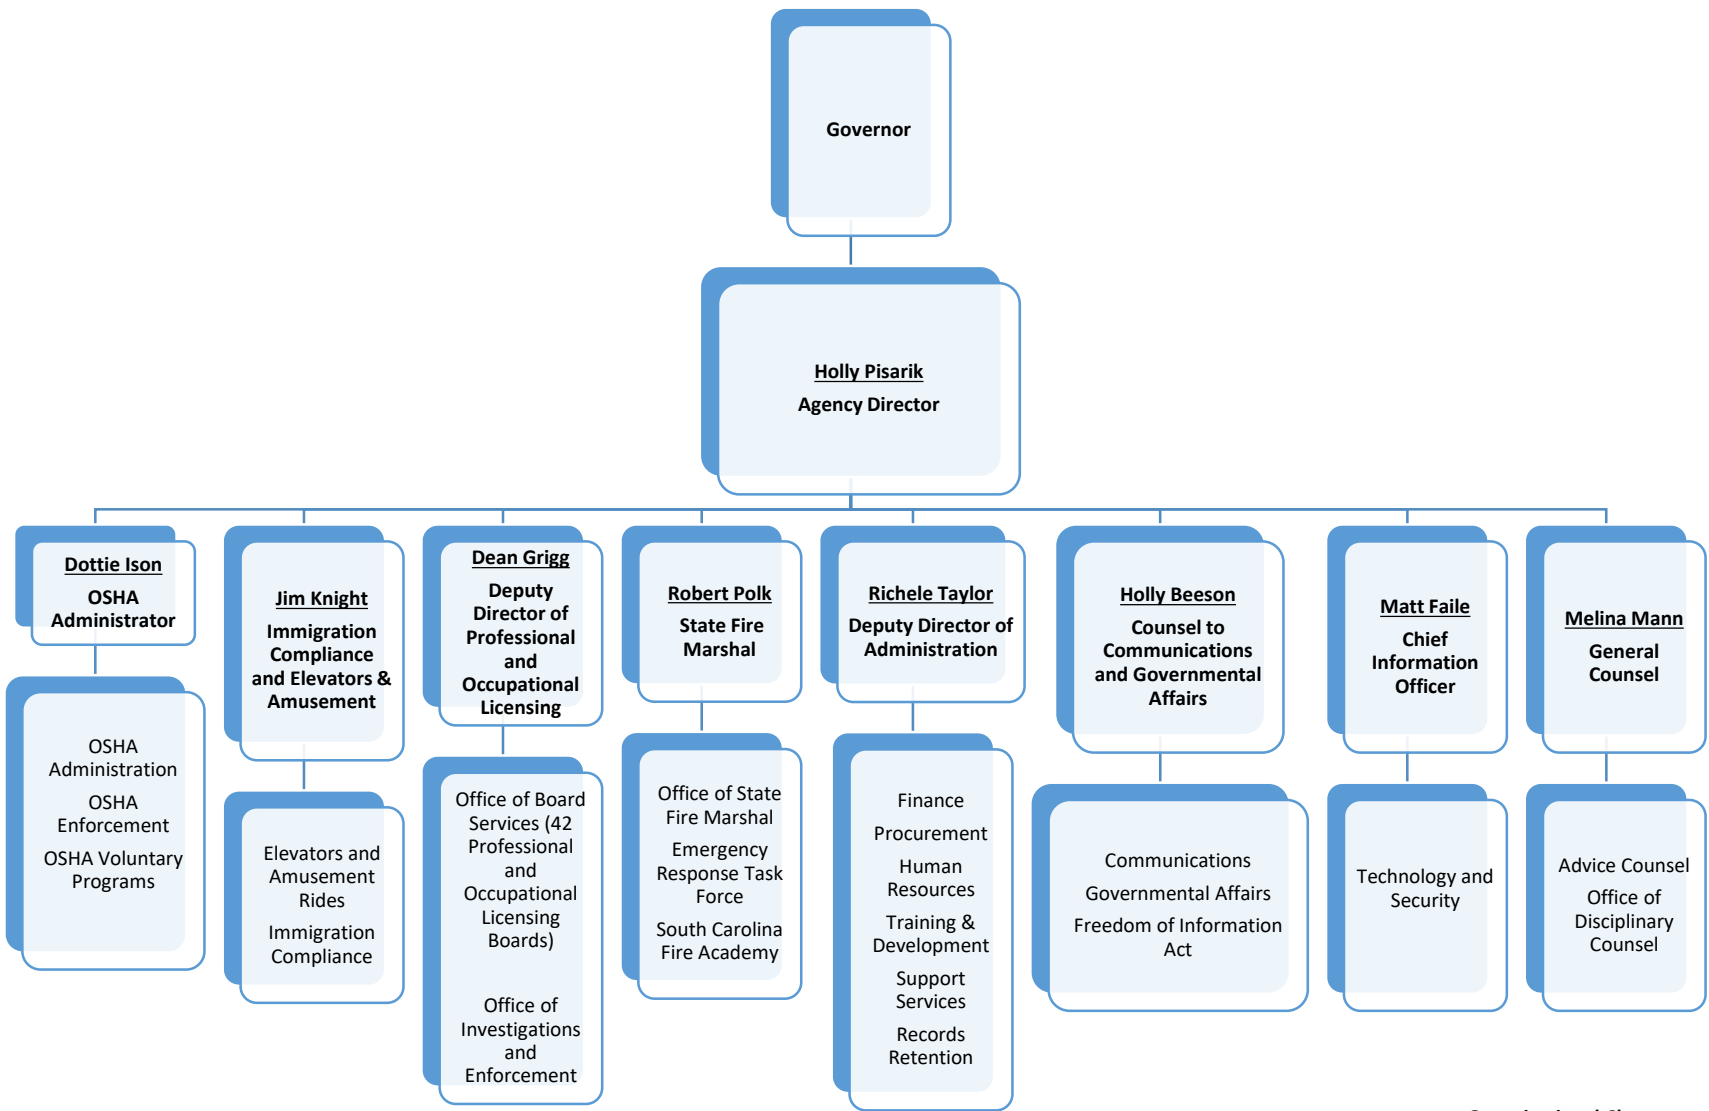 Governor
Holly Pisarik
Agency Director
Dottie Ison
OSHA
Administrator
Jim Knight
Immigration
Compliance
and Elevators &
Amusement
Dean Grigg
Deputy
Director of
Professional
and
Occupational
Licensing
Robert Polk
State Fire
Marshal
Richele Taylor
Deputy Director of
Administration
Holly Beeson
Counsel to
Communications
and Governmental
Affairs
Matt Faile
Chief
Information
Officer
Melina Mann
General
Counsel
OSHA
Administration
OSHA
Enforcement
OSHA Voluntary
Programs
Elevators and
Amusement
Rides
Immigration
Compliance
Office of Board
Services (42
Professional
and
Occupational
Licensing
Boards)
Office of
Investigations
and
Enforcement
Office of State
Fire Marshal
Emergency
Response Task
Force
South Carolina
Fire Academy
Finance
Procurement
Human
Resources
Training &
Development
Support
Services
Records
Retention
Communications
Governmental Affairs
Freedom of Information
Act
Technology and
Security
Advice Counsel
Office of
Disciplinary
Counsel